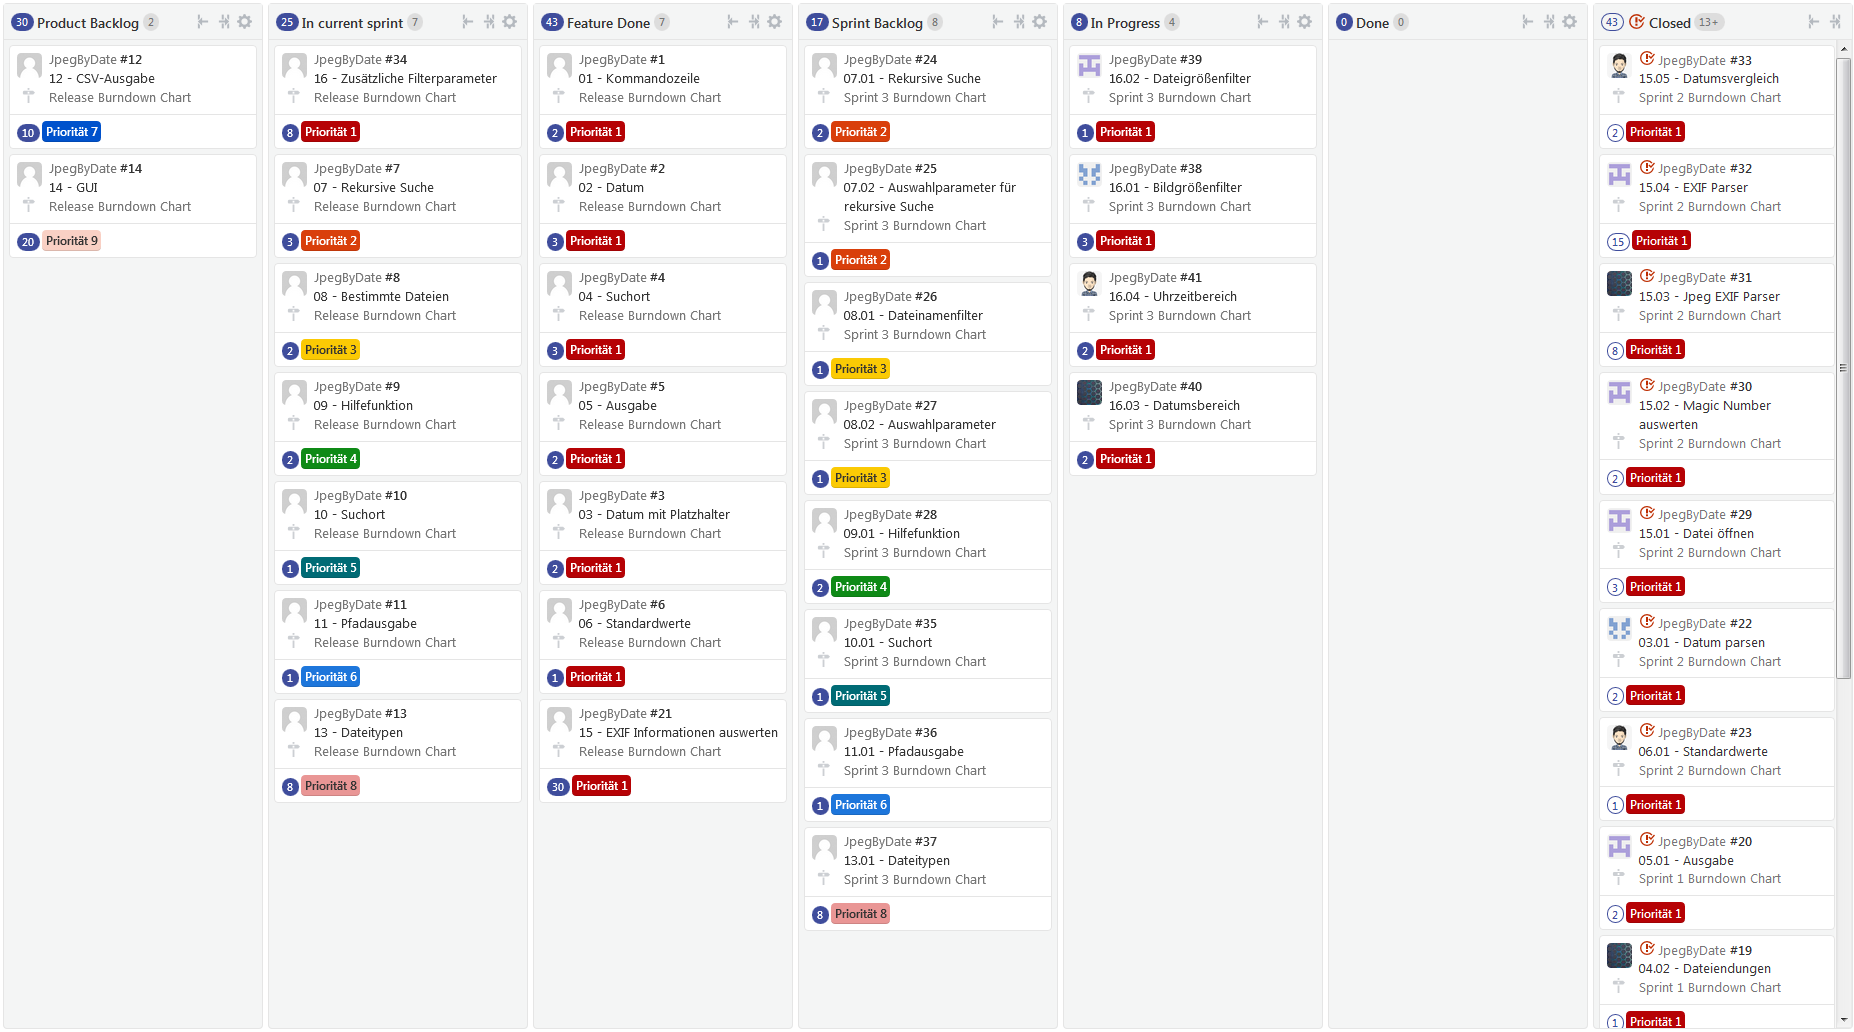 30 Product Backlog 2
JpegByDate #12
12 - CSV-Ausgabe
Release Burndown Chart
10 Priorität 7
JpegByDate #14
14 - GUI
Release Burndown Chart
20 Priorität 9
25 In current sprint 7
JpegByDate #34
16 - Zusätzliche Filterparameter
Release Burndown Chart
8 Priorität 1
JpegByDate #7
07 - Rekursive Suche
Release Burndown Chart
3 Priorität 2
JpegByDate #8
08 - Bestimmte Dateien
Release Burndown Chart
2 Priorität 3
JpegByDate #9
09 - Hilfefunktion
Release Burndown Chart
2 Priorität 4
JpegByDate #10
10 - Suchort
Release Burndown Chart
1 Priorität 5
JpegByDate #11
11 - Pfadausgabe
Release Burndown Chart
1 Priorität 6
JpegByDate #13
13 - Dateitypen
Release Burndown Chart
8 Priorität 8
43 Feature Done 7
JpegByDate #1
01 - Kommandozeile
Release Burndown Chart
2 Priorität 1
JpegByDate #2
02 - Datum
Release Burndown Chart
3 Priorität 1
JpegByDate #4
04 - Suchort
Release Burndown Chart
3 Priorität 1
JpegByDate #5
05 - Ausgabe
Release Burndown Chart
2 Priorität 1
JpegByDate #3
03 - Datum mit Platzhalter
Release Burndown Chart
2 Priorität 1
JpegByDate #6
06 - Standardwerte
Release Burndown Chart
1 Priorität 1
JpegByDate #21
15 - EXIF Informationen auswerten
Release Burndown Chart
30 Priorität 1
17 Sprint Backlog 8
JpegByDate #24
07.01 - Rekursive Suche
Sprint 3 Burndown Chart
2 Priorität 2
JpegByDate #25
07.02 - Auswahlparameter für
rekursive Suche
Sprint 3 Burndown Chart
1 Priorität 2
JpegByDate #26
08.01 - Dateinamenfilter
Sprint 3 Burndown Chart
1 Priorität 3
JpegByDate #27
08.02 - Auswahlparameter
Sprint 3 Burndown Chart
1 Priorität 3
JpegByDate #28
09.01 - Hilfefunktion
Sprint 3 Burndown Chart
2 Priorität 4
JpegByDate #35
10.01 - Suchort
Sprint 3 Burndown Chart
1 Priorität 5
JpegByDate #36
11.01 - Pfadausgabe
Sprint 3 Burndown Chart
1 Priorität 6
JpegByDate #37
13.01 - Dateitypen
Sprint 3 Burndown Chart
8 Priorität 8
8 In Progress 4
JpegByDate #39
16.02 - Dateigrößenfilter
Sprint 3 Burndown Chart
1 Priorität 1
JpegByDate #38
16.01 - Bildgrößenfilter
Sprint 3 Burndown Chart
3 Priorität 1
JpegByDate #41
16.04 - Uhrzeitbereich
Sprint 3 Burndown Chart
2 Priorität 1
JpegByDate #40
16.03 - Datumsbereich
Sprint 3 Burndown Chart
2 Priorität 1
0 Done 0
43 Closed 13+
JpegByDate #33
15.05 - Datumsvergleich
Sprint 2 Burndown Chart
2 Priorität 1
JpegByDate #32
15.04 - EXIF Parser
Sprint 2 Burndown Chart
15 Priorität 1
JpegByDate #31
15.03 - Jpeg EXIF Parser
Sprint 2 Burndown Chart
8 Priorität 1
JpegByDate #30
15.02 - Magic Number
auswerten
Sprint 2 Burndown Chart
2 Priorität 1
JpegByDate #29
15.01 - Datei öffnen
Sprint 2 Burndown Chart
3 Priorität 1
JpegByDate #22
03.01 - Datum parsen
Sprint 2 Burndown Chart
2 Priorität 1
JpegByDate #23
06.01 - Standardwerte
Sprint 2 Burndown Chart
1 Priorität 1
JpegByDate #20
05.01 - Ausgabe
Sprint 1 Burndown Chart
2 Priorität 1
JpegByDate #19
04.02 - Dateiendungen
Sprint 1 Burndown Chart
1 Priorität 1